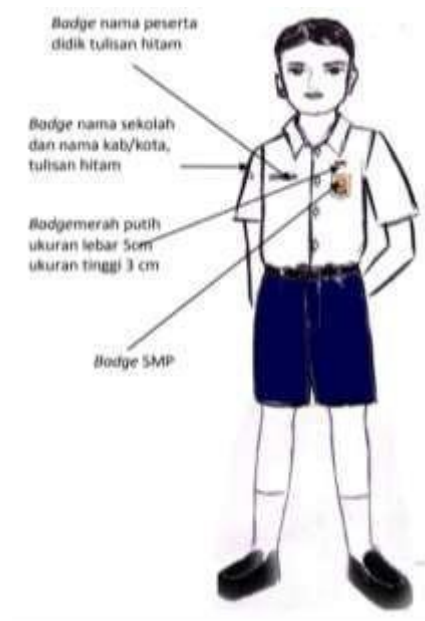 Badge nama peserta
didik tulisan hitam
Badge nama sekolah
dan nama kab/kota,
tulisan hitam
Badgemerah putih
ukuran lebar 5cm
ukuran tinggi 3 cm
Badge SMP